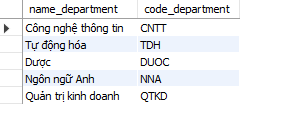 name_department code_department
Công nghệ thông tin CNTT
Tự động hóa TDH
Dược DUOC
Ngôn ngữ Anh NNA
Quản trị kinh doanh QTKD